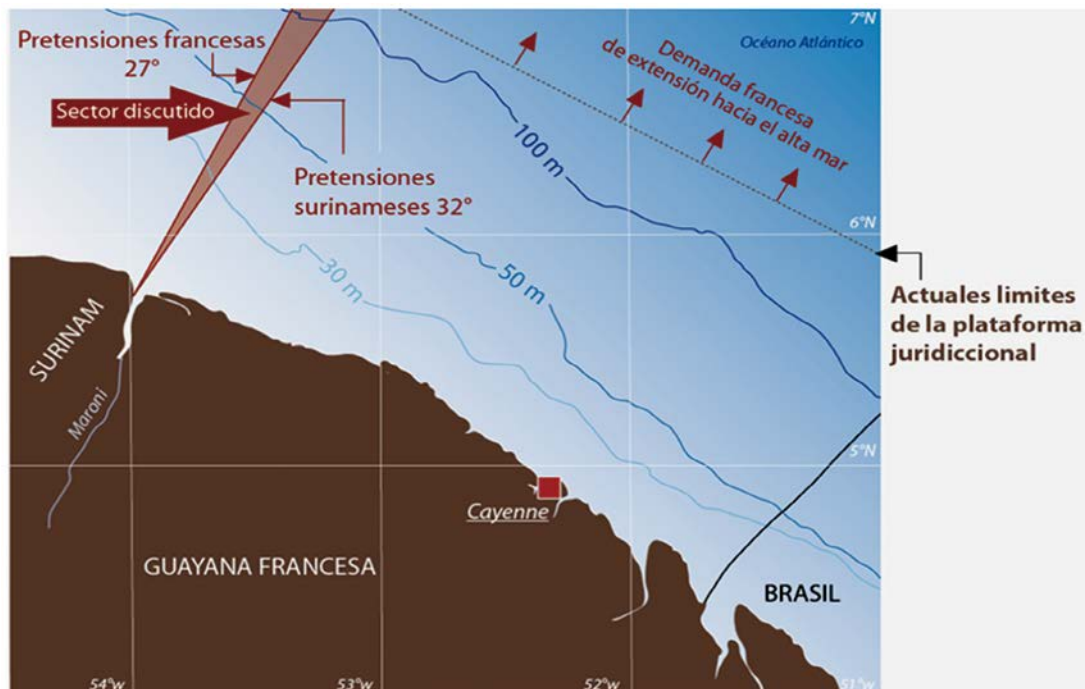 7°N
Océano Atlántico
Pretensiones francesas
27°
Demanda francesa
de extensión hacia el alta mar
Sector discutido
100 m
Pretensiones
surinameses 32°
6°N
30 m
50 m
Actuales limites
de la plataforma
juridiccional
SURINAM
Maroni
5°N
Cayenne
GUAYANA FRANCESA
BRASIL
54°w
53°w
52°w
51°w